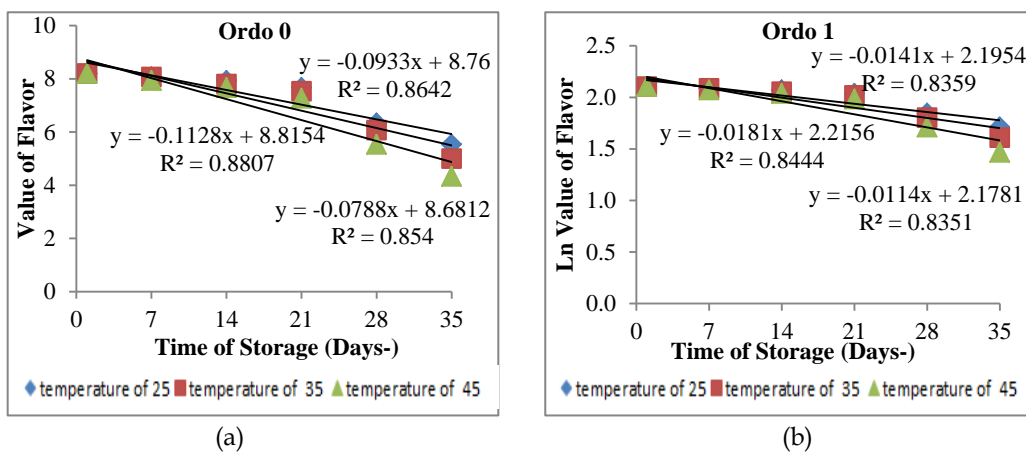 Ordo 0
Value of Flavor
10
8
6
4
2
0
y = -0.0933x + 8.76
R² = 0.8642
y = -0.1128x + 8.8154
R² = 0.8807
y = -0.0788x + 8.6812
R² = 0.854
0 7 14 21 28 35
Time of Storage (Days-)
temperature of 25 temperature of 35 temperature of 45
(a)
Ordo 1
Ln Value of Flavor
2.5
2.0
1.5
1.0
0.5
0.0
y = -0.0141x + 2.1954
R² = 0.8359
y = -0.0181x + 2.2156
R² = 0.8444
y = -0.0114x + 2.1781
R² = 0.8351
0 7 14 21 28 35
Time of Storage (Days-)
temperature of 25 temperature of 35 temperature of 45
(b)